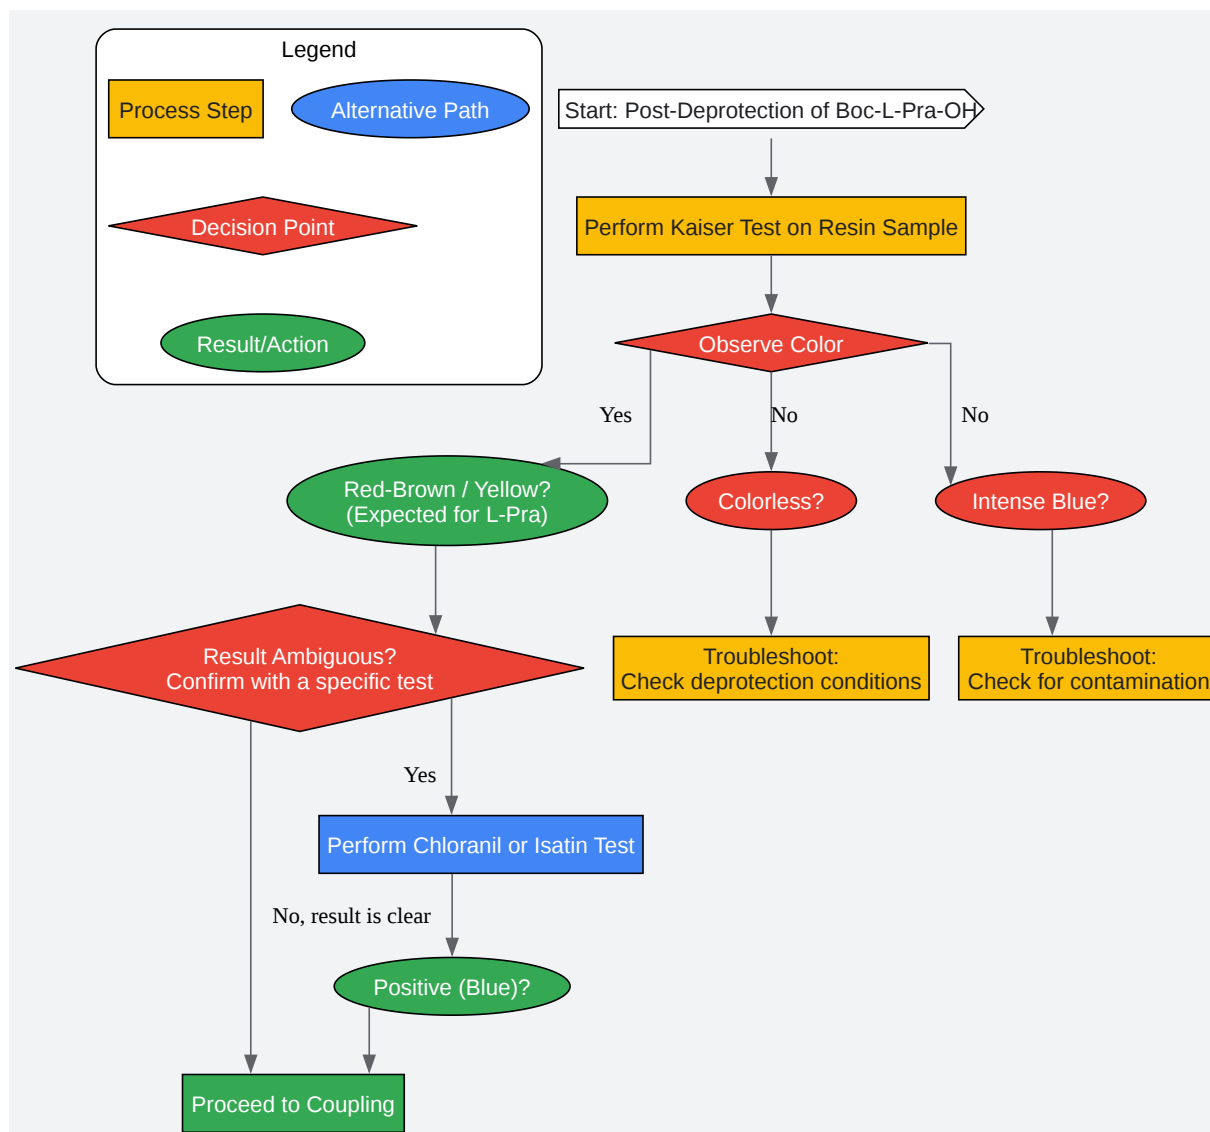 Legend
Process Step
Alternative Path
Decision Point
Result/Action
Start: Post-Deprotection of Boc-L-Pra-OH
Perform Kaiser Test on Resin Sample
Observe Color
Yes
No
No
Red-Brown / Yellow?
(Expected for L-Pra)
Colorless?
Intense Blue?
Result Ambiguous?
Confirm with a specific test
Troubleshoot:
Check deprotection conditions
Troubleshoot:
Check for contamination
Yes
Perform Chloranil or Isatin Test
No, result is clear
Positive (Blue)?
Proceed to Coupling